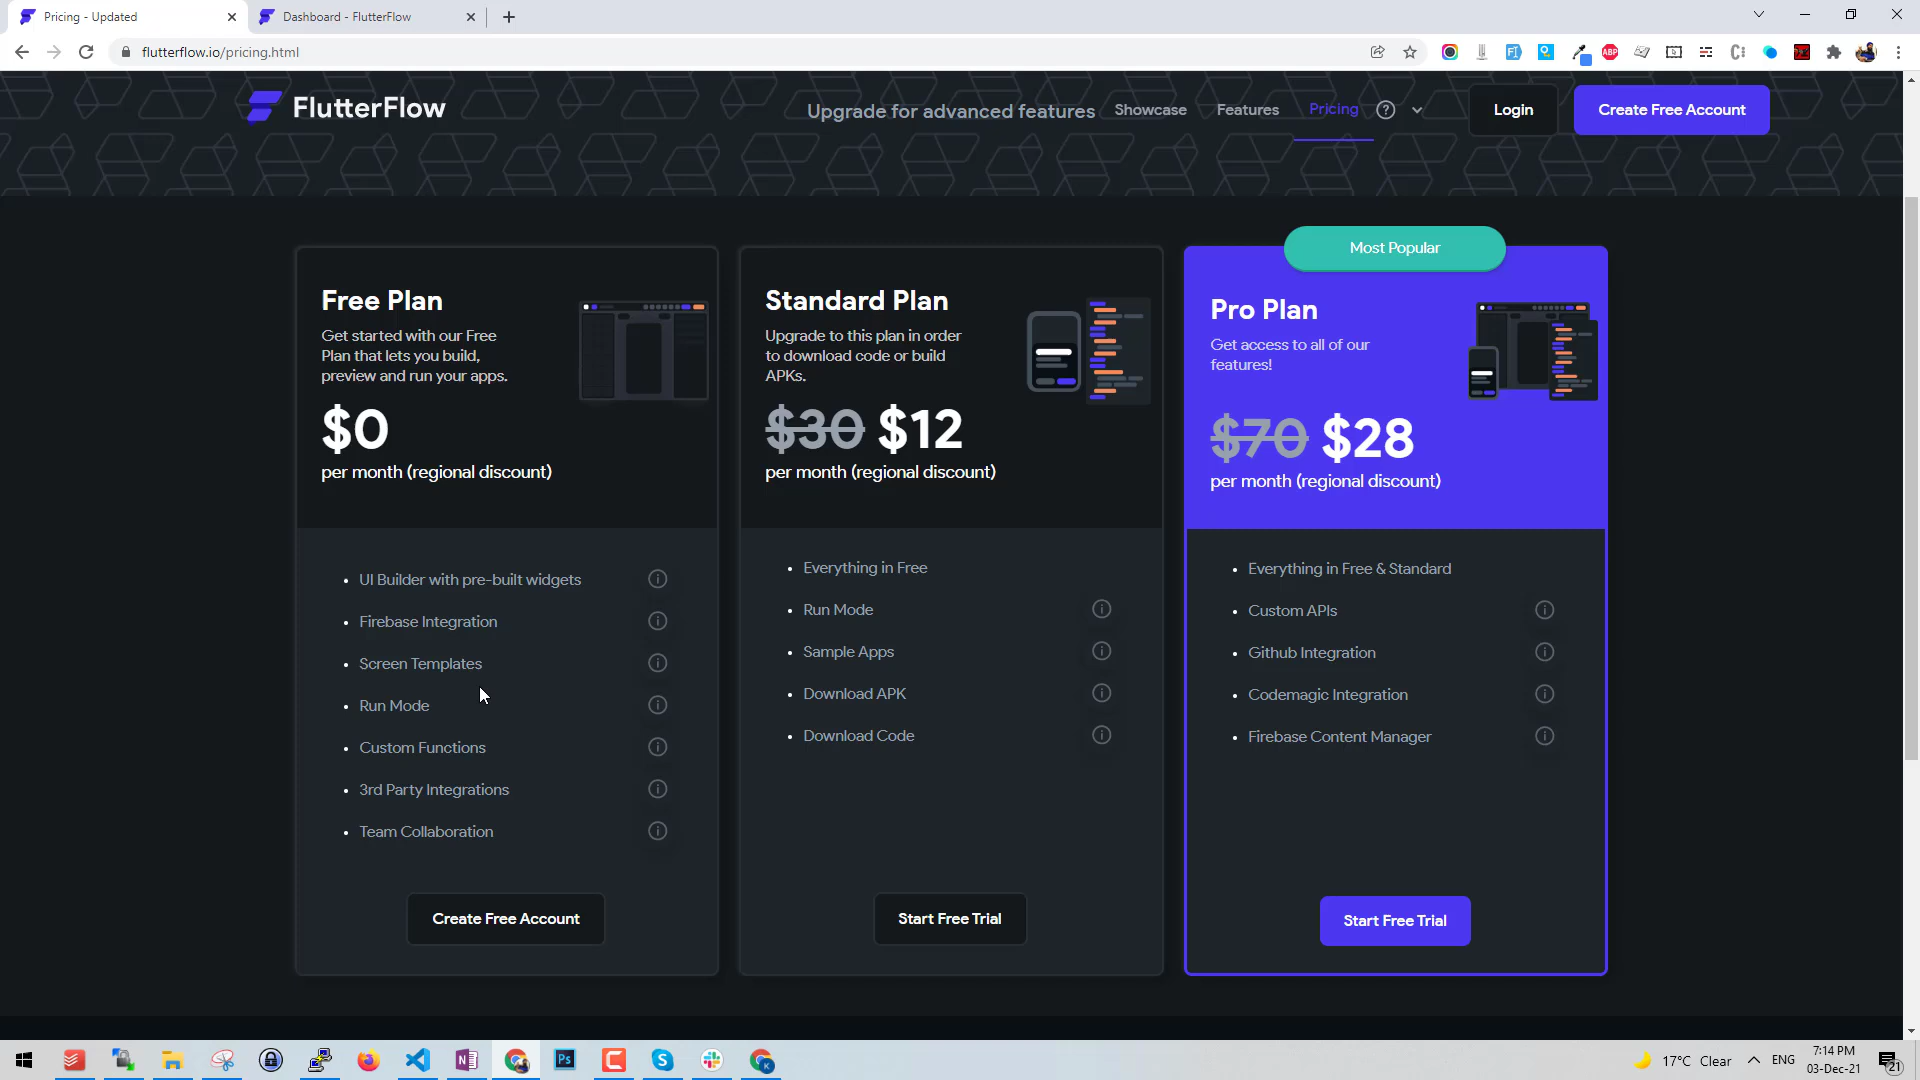 Pricing - Updated
Dashboard - FlutterFlow
flutterflow.io/pricing.html
FlutterFlow
Upgrade for advanced features
Showcase
Features
Pricing
Login
Create Free Account
Free Plan
Get started with our Free
Plan that lets you build,
preview and run your apps.
$0
per month (regional discount)
UI Builder with pre-built widgets
Firebase Integration
Screen Templates
Run Mode
Custom Functions
3rd Party Integrations
Team Collaboration
Create Free Account
Standard Plan
Upgrade to this plan in order
to download code or build
APKs.
$30 $12
per month (regional discount)
Everything in Free
Run Mode
Sample Apps
Download APK
Download Code
Start Free Trial
Most Popular
Pro Plan
Get access to all of our
features!
$70 $28
per month (regional discount)
Everything in Free & Standard
Custom APIs
Github Integration
Codemagic Integration
Firebase Content Manager
Start Free Trial
17°C Clear
ENG
7:14 PM
03-Dec-21
21